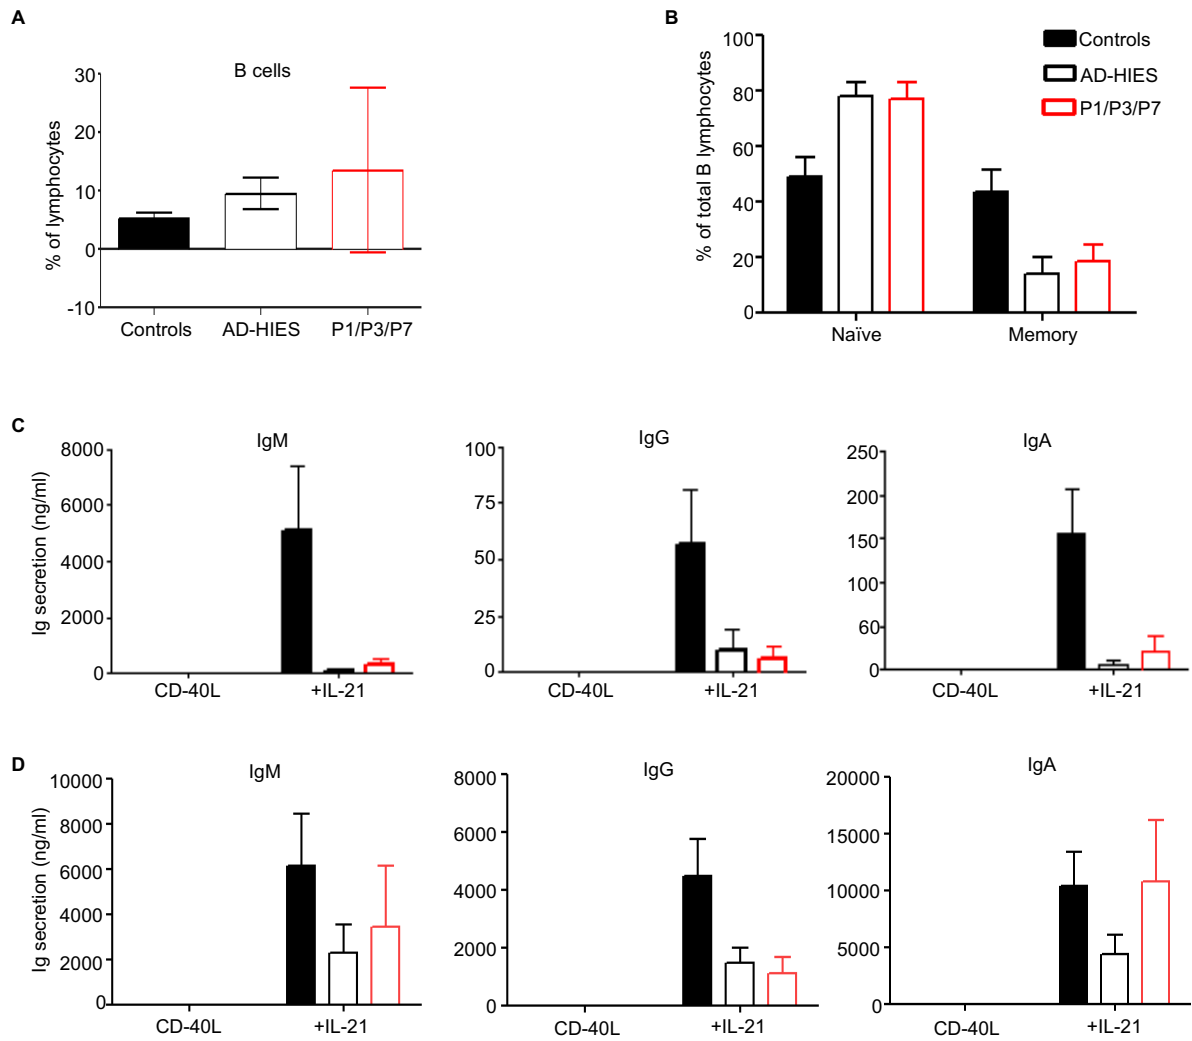 A
B cells
% of lymphocytes
30
20
10
0
-10
Controls
AD-HIES
P1/P3/P7
B
% of total B lymphocytes
100
80
60
40
20
0
Naïve
Memory
Controls
AD-HIES
P1/P3/P7
C
IgM
Ig secretion (ng/ml)
8000
6000
4000
2000
0
CD-40L
+IL-21
IgG
100
75
50
25
0
CD-40L
+IL-21
IgA
250
200
150
100
60
0
CD-40L
+IL-21
D
IgM
Ig secretion (ng/ml)
10000
8000
6000
4000
2000
0
CD-40L
+IL-21
IgG
8000
6000
4000
2000
0
CD-40L
+IL-21
IgA
20000
15000
10000
5000
0
CD-40L
+IL-21